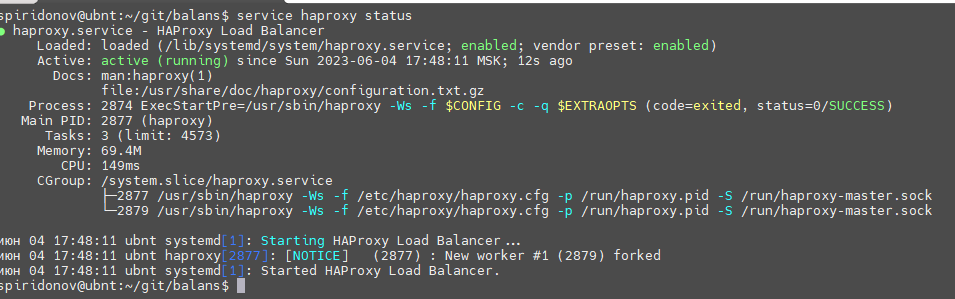 spiridonov@ubnt:~/git/balans$ service haproxy status
● haproxy.service - HAProxy Load Balancer
Loaded: loaded (/lib/systemd/system/haproxy.service; enabled; vendor preset: enabled)
Active: active (running) since Sun 2023-06-04 17:48:11 MSK; 12s ago
Docs: man:haproxy(1)
file:/usr/share/doc/haproxy/configuration.txt.gz
Process: 2874 ExecStartPre=/usr/sbin/haproxy -Ws -f $CONFIG -c -q $EXTRAOPTS (code=exited, status=0/SUCCESS)
Main PID: 2877 (haproxy)
Tasks: 3 (limit: 4573)
Memory: 69.4M
CPU: 149ms
CGroup: /system.slice/haproxy.service
├─2877 /usr/sbin/haproxy -Ws -f /etc/haproxy/haproxy.cfg -p /run/haproxy.pid -S /run/haproxy-master.sock
└─2879 /usr/sbin/haproxy -Ws -f /etc/haproxy/haproxy.cfg -p /run/haproxy.pid -S /run/haproxy-master.sock
июн 04 17:48:11 ubnt systemd[1]: Starting HAProxy Load Balancer...
июн 04 17:48:11 ubnt haproxy[2877]: [NOTICE] (2877) : New worker #1 (2879) forked
июн 04 17:48:11 ubnt systemd[1]: Started HAProxy Load Balancer.
spiridonov@ubnt:~/git/balans$